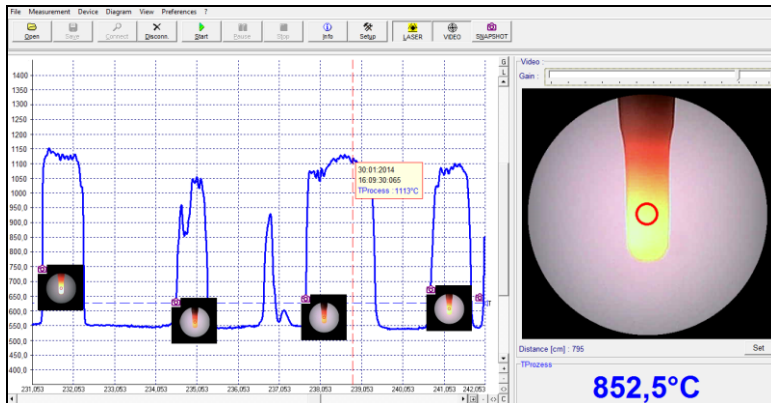 File Measurement Device Diagram View Preferences ?
Open Save Connect Disconn. Start Pause Stop Info Setup LASER VIDEO SNAPSHOT
G
L
Video
Gain :
1400
1350
1300
1250
1200
1150
1100
1050
1000
950,0
900,0
850,0
800,0
750,0
700,0
650,0
600,0
550,0
500,0
450,0
400,0
30:01:2014
16:09:30:065
TProcess : 1113°C
231,053 232,053 233,053 234,053 235,053 236,053 237,053 238,053 239,053 240,053 241,053 242,053
C
Distance [cm] : 795
Set
TProzess
852,5°C